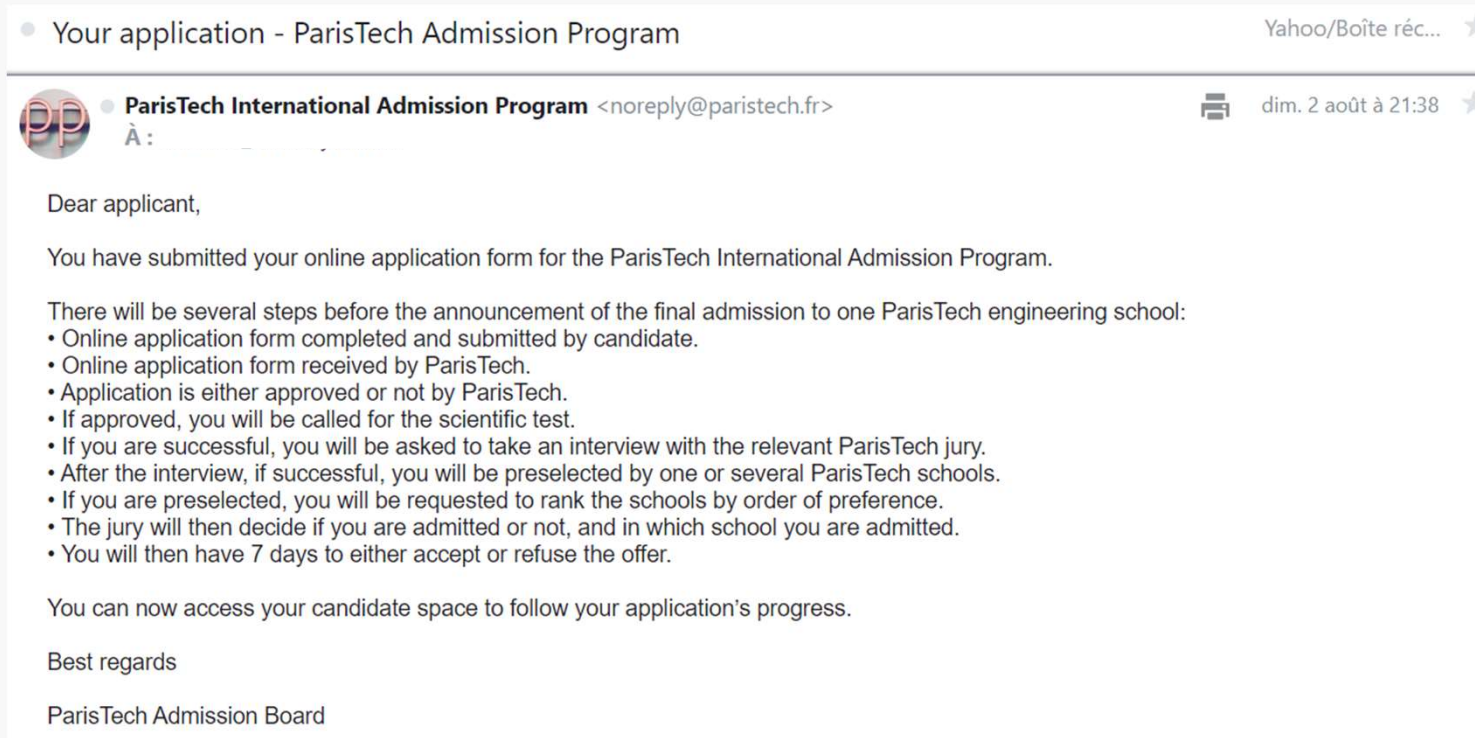 Your application - ParisTech Admission Program
Yahoo/Boîte réc...
ParisTech International Admission Program <noreply@paristech.fr>
dim. 2 août à 21:38
À :
Dear applicant,
You have submitted your online application form for the ParisTech International Admission Program.
There will be several steps before the announcement of the final admission to one ParisTech engineering school:
• Online application form completed and submitted by candidate.
• Online application form received by ParisTech.
• Application is either approved or not by ParisTech.
• If approved, you will be called for the scientific test.
• If you are successful, you will be asked to take an interview with the relevant ParisTech jury.
• After the interview, if successful, you will be preselected by one or several ParisTech schools.
• If you are preselected, you will be requested to rank the schools by order of preference.
• The jury will then decide if you are admitted or not, and in which school you are admitted.
• You will then have 7 days to either accept or refuse the offer.
You can now access your candidate space to follow your application’s progress.
Best regards
ParisTech Admission Board